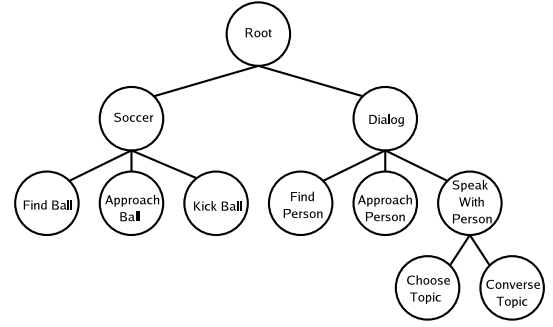 Root
Soccer
Dialog
Find Ball
Approach
Ball
Kick Ball
Find
Person
Approach
Person
Speak
With
Person
Choose
Topic
Converse
Topic